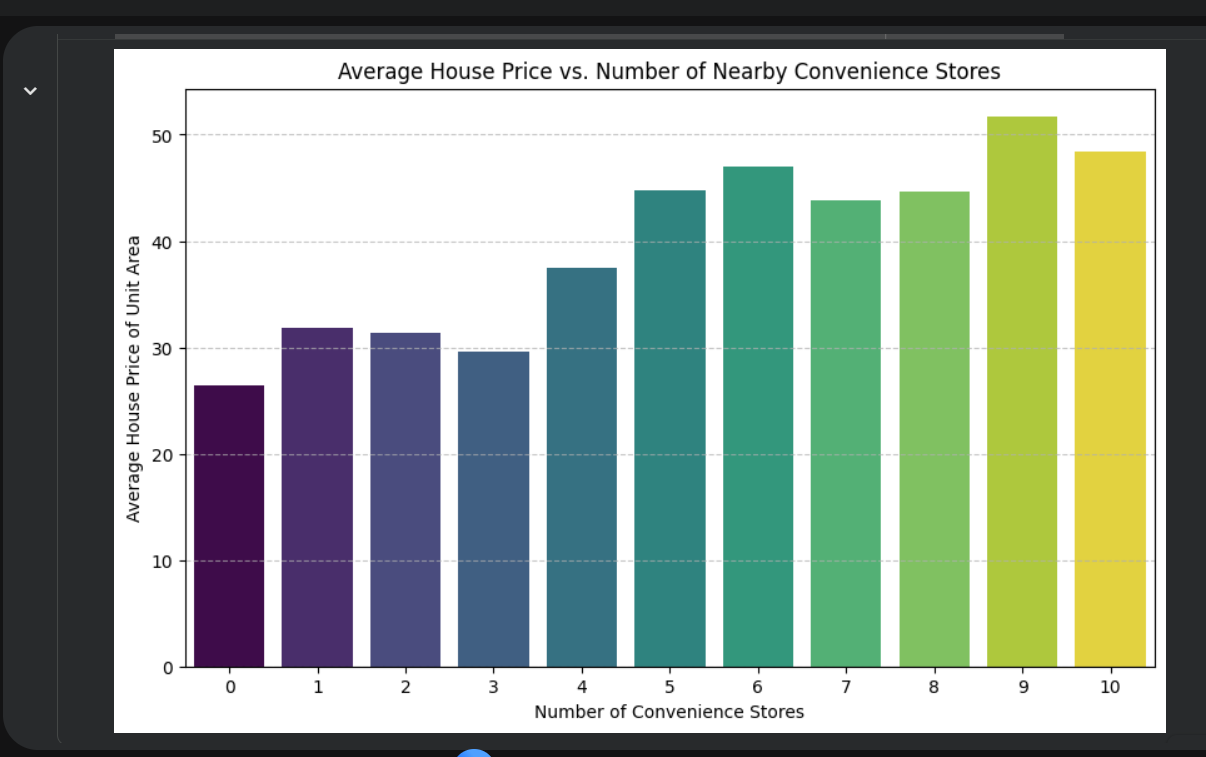 Average House Price vs. Number of Nearby Convenience Stores
Average House Price of Unit Area
50
40
30
20
10
0
0 1 2 3 4 5 6 7 8 9 10
Number of Convenience Stores